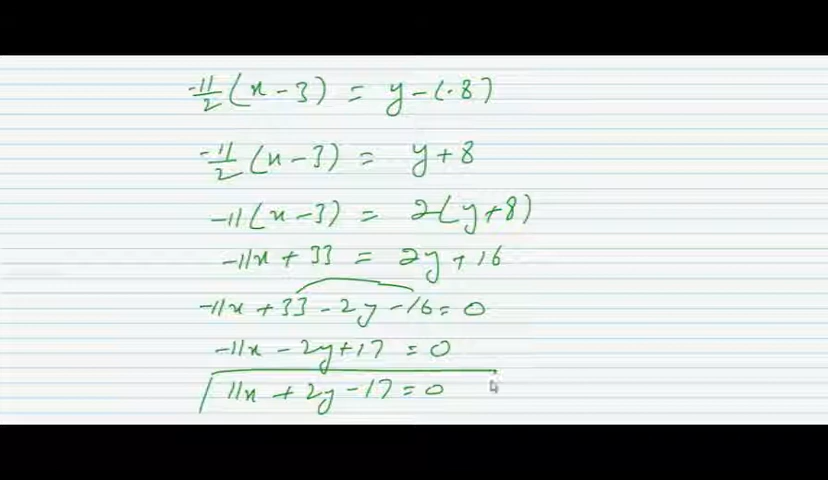 -11/2 (x - 3) = y - (-8)
-11/2 (x - 3) = y + 8
-11(x - 3) = 2(y + 8)
-11x + 33 = 2y + 16
-11x + 33 - 2y - 16 = 0
-11x - 2y + 17 = 0
11x + 2y - 17 = 0